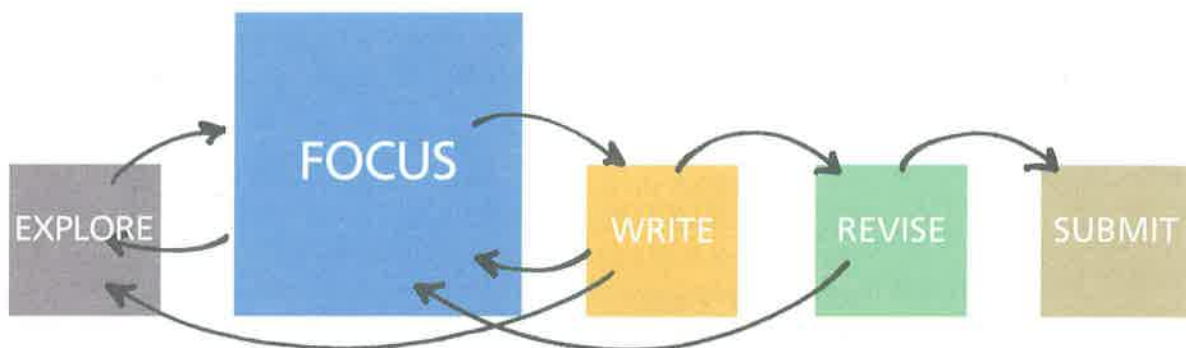 EXPLORE
FOCUS
WRITE
REVISE
SUBMIT